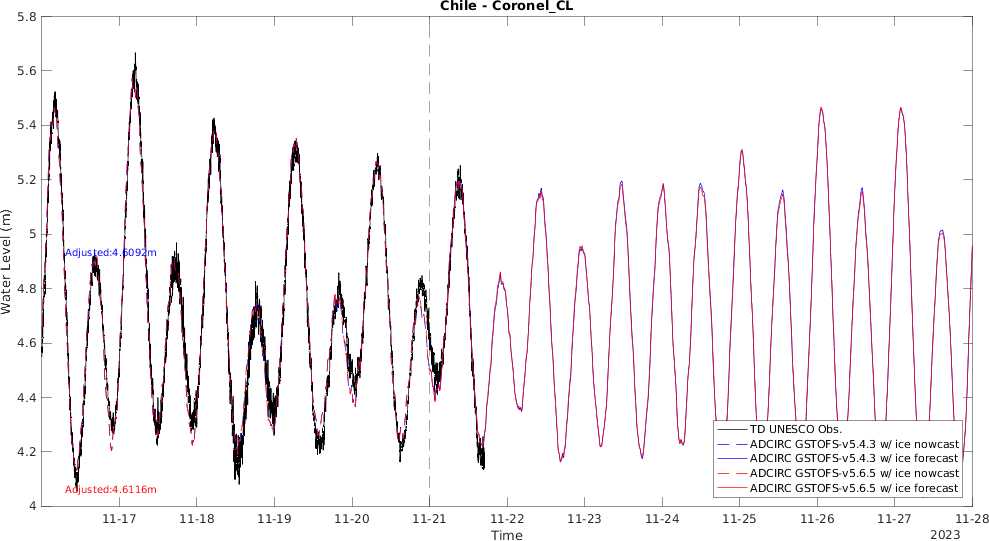 Chile - Coronel_CL
Water Level (m)
5.8
5.6
5.4
5.2
5
4.8
4.6
4.4
4.2
4
Adjusted:4.6092m
Adjusted:4.6116m
TD UNESCO Obs.
ADCIRC GSTOFS-v5.4.3 w/ ice nowcast
ADCIRC GSTOFS-v5.4.3 w/ ice forecast
ADCIRC GSTOFS-v5.6.5 w/ ice nowcast
ADCIRC GSTOFS-v5.6.5 w/ ice forecast
11-17 11-18 11-19 11-20 11-21 11-22 11-23 11-24 11-25 11-26 11-27 11-28
Time
2023